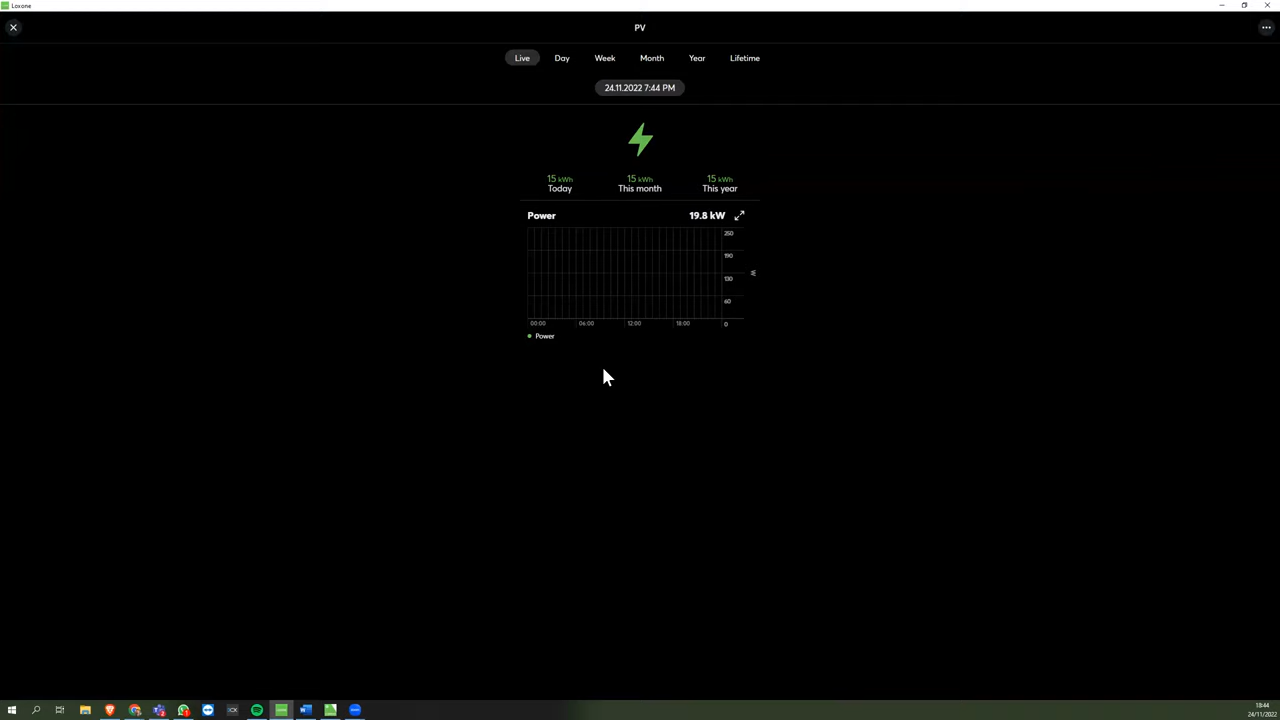 Loxone
PV
Live Day Week Month Year Lifetime
24.11.2022 7:44 PM
15 kWh 15 kWh 15 kWh
Today This month This year
Power 19.8 kW
250
190
130
W
60
00:00 06:00 12:00 18:00 0
Power
18:44
24/11/2022